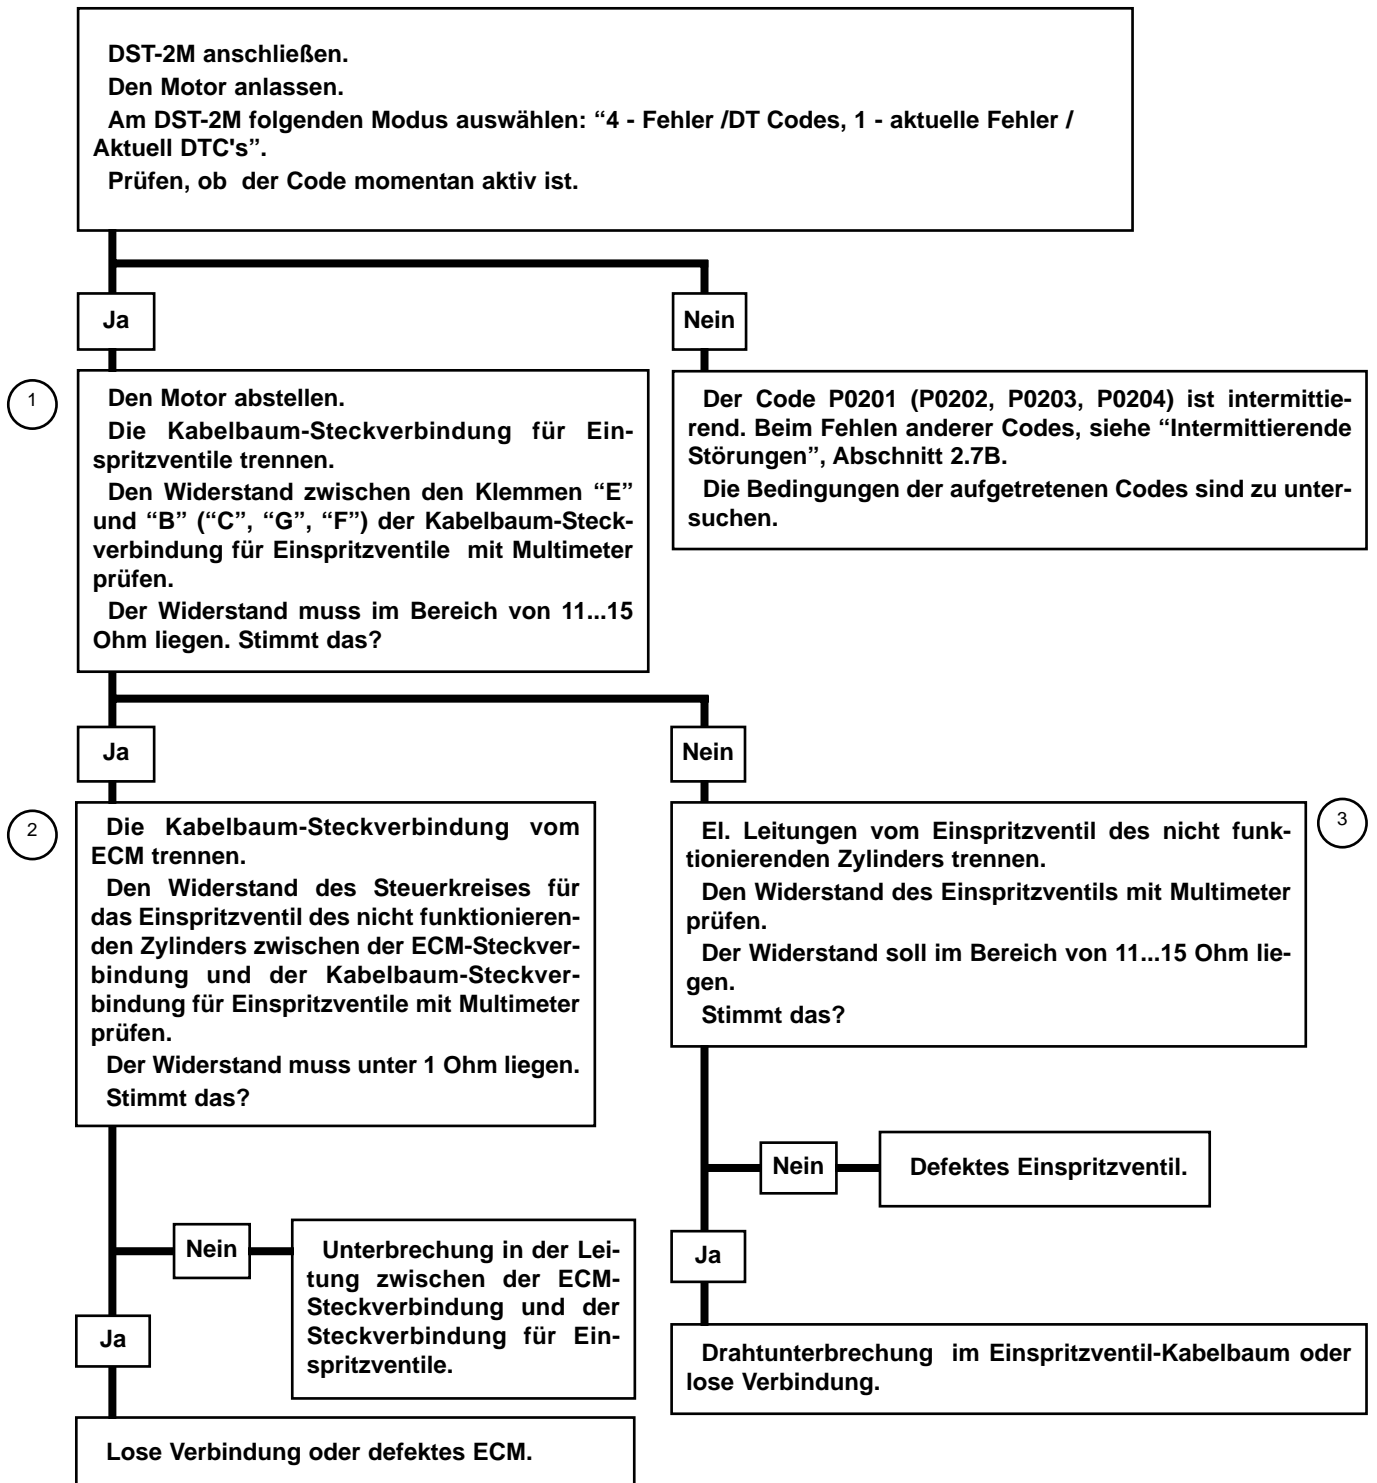 DST-2M anschließen.
Den Motor anlassen.
Am DST-2M folgenden Modus auswählen: “4 - Fehler /DT Codes, 1 - aktuelle Fehler /
Aktuell DTC's”.
Prüfen, ob der Code momentan aktiv ist.
Ja
Nein
1
Den Motor abstellen.
Die Kabelbaum-Steckverbindung für Ein-
spritzventile trennen.
Den Widerstand zwischen den Klemmen “E”
und “B” (“C”, “G”, “F”) der Kabelbaum-Steck-
verbindung für Einspritzventile mit Multimeter
prüfen.
Der Widerstand muss im Bereich von 11...15
Ohm liegen. Stimmt das?
Der Code P0201 (P0202, P0203, P0204) ist intermittie-
rend. Beim Fehlen anderer Codes, siehe “Intermittierende
Störungen”, Abschnitt 2.7B.
Die Bedingungen der aufgetretenen Codes sind zu unter-
suchen.
Ja
Nein
2
Die Kabelbaum-Steckverbindung vom
ECM trennen.
Den Widerstand des Steuerkreises für
das Einspritzventil des nicht funktionieren-
den Zylinders zwischen der ECM-Steckver-
bindung und der Kabelbaum-Steckver-
bindung für Einspritzventile mit Multimeter
prüfen.
Der Widerstand muss unter 1 Ohm liegen.
Stimmt das?
El. Leitungen vom Einspritzventil des nicht funk-
tionierenden Zylinders trennen.
Den Widerstand des Einspritzventils mit Multimeter
prüfen.
Der Widerstand soll im Bereich von 11...15 Ohm lie-
gen.
Stimmt das?
3
Nein
Defektes Einspritzventil.
Nein
Unterbrechung in der Lei-
tung zwischen der ECM-
Steckverbindung und der
Steckverbindung für Ein-
spritzventile.
Ja
Ja
Drahtunterbrechung im Einspritzventil-Kabelbaum oder
lose Verbindung.
Lose Verbindung oder defektes ECM.